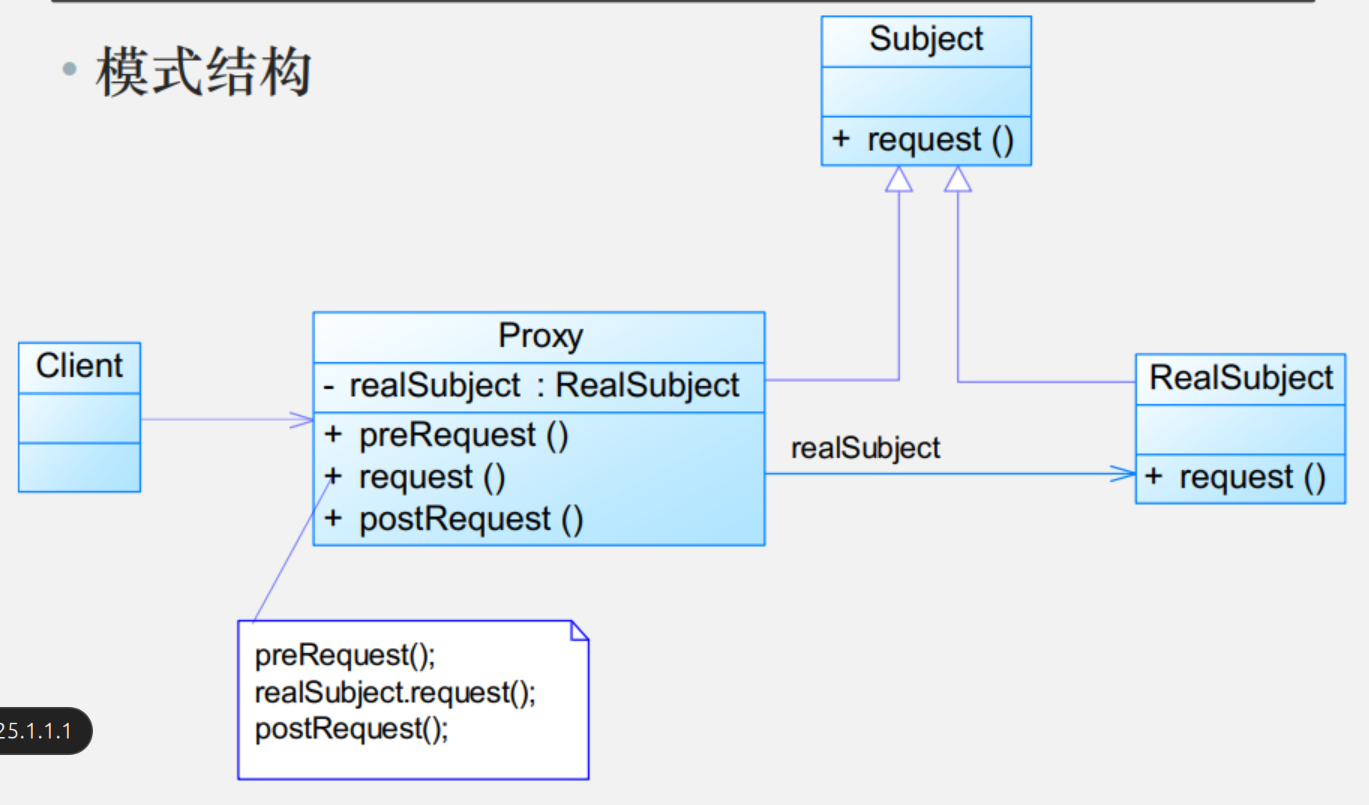 • 模式结构
Subject
+ request ()
Client
Proxy
- realSubject : RealSubject
+ preRequest ()
+ request ()
+ postRequest ()
realSubject
RealSubject
+ request ()
preRequest();
realSubject.request();
postRequest();
25.1.1.1